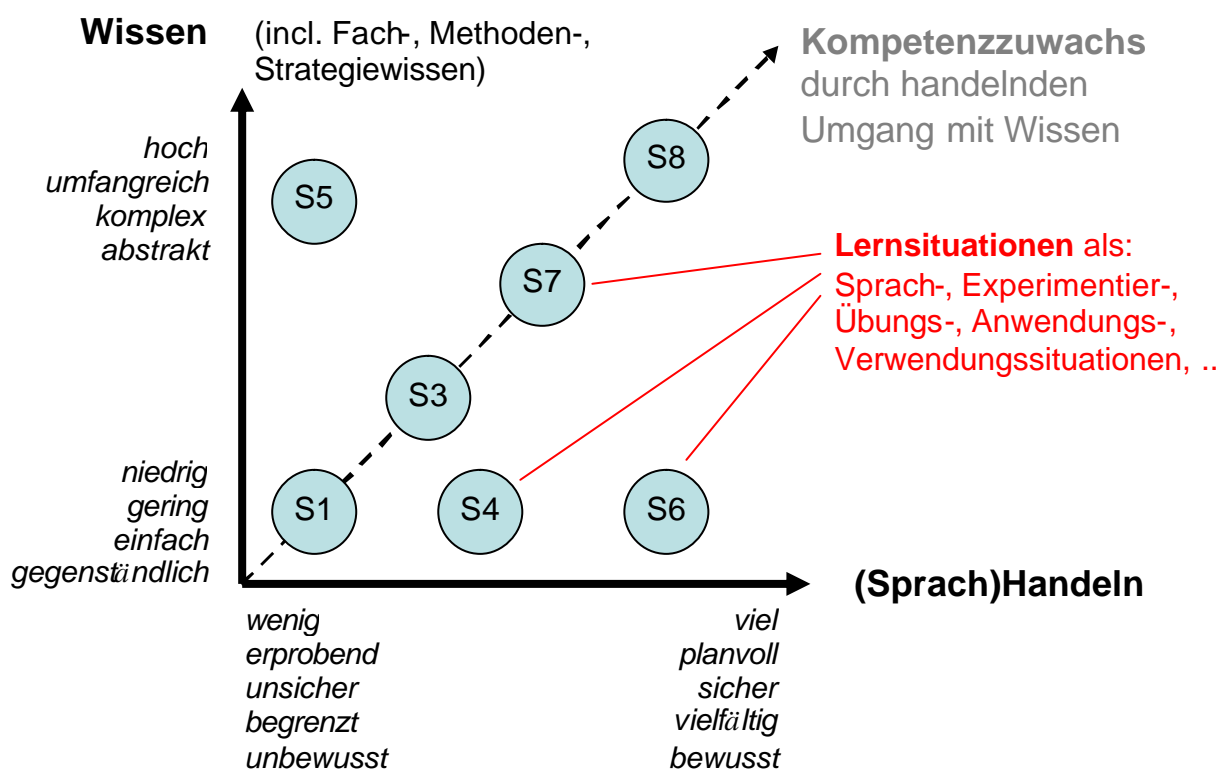 Wissen (incl. Fach-, Methoden-,
Strategiewissen)
Kompetenzzuwachs
durch handelnden
Umgang mit Wissen
hoch
umfangreich
komplex
abstrakt
S8
S5
Lernsituationen als:
Sprach-, Experimentier-,
Übungs-, Anwendungs-,
Verwendungssituationen, ..
S7
S3
niedrig
gering
einfach
gegenständlich
S1
S4
S6
(Sprach)Handeln
wenig
erprobend
unsicher
begrenzt
unbewusst
viel
planvoll
sicher
vielfältig
bewusst